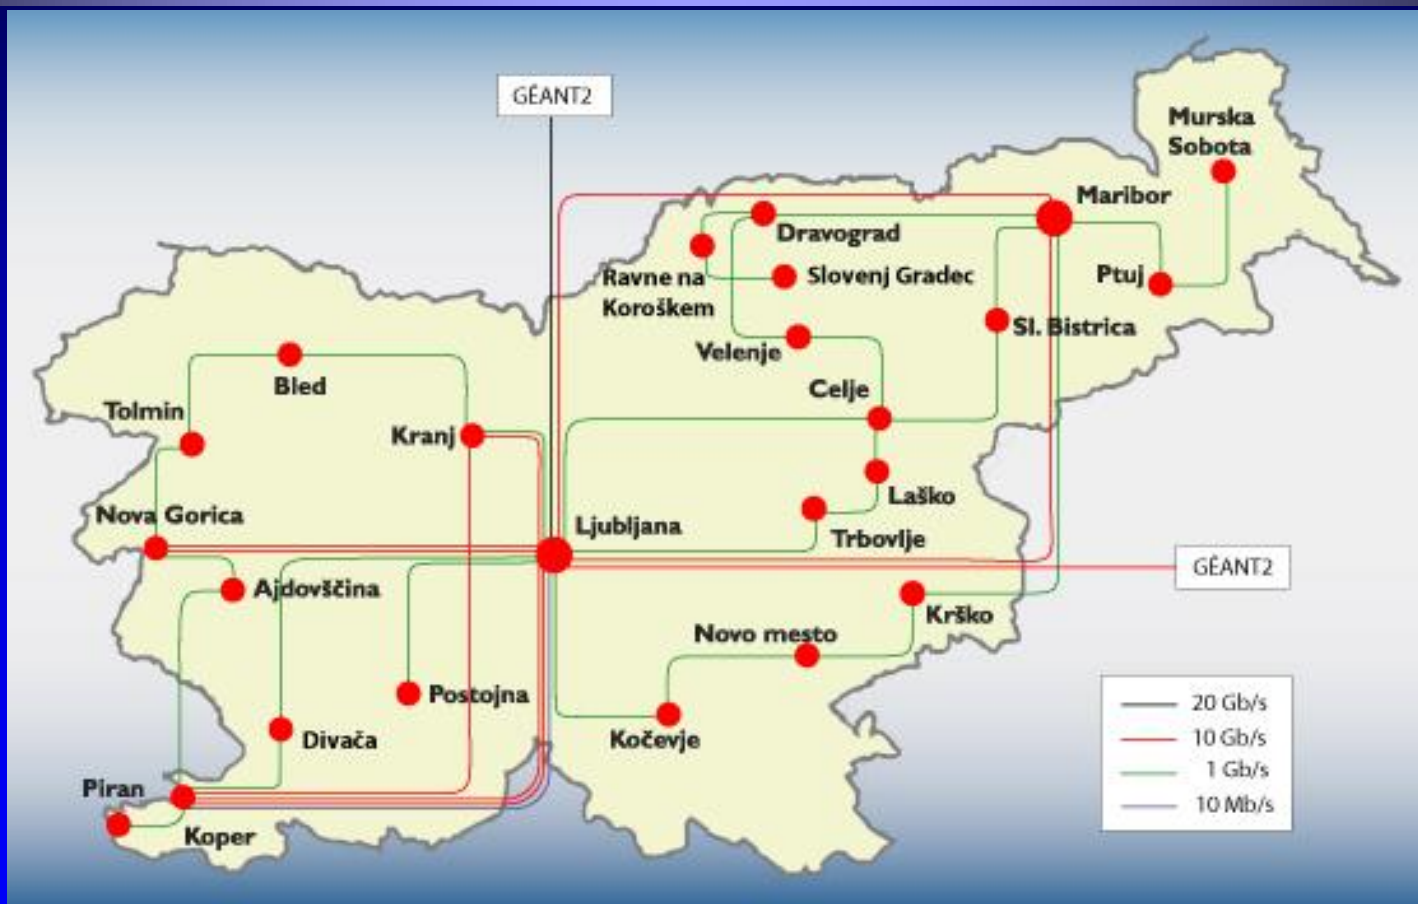 GÉANT2
Murska
Sobota
Maribor
Dravograd
Ravne na
Koroškem
Slovenj Gradec
Ptuj
Sl. Bistrica
Velenje
Bled
Celje
Tolmin
Kranj
Laško
Nova Gorica
Ljubljana
Trbovlje
GÉANT2
Ajdovščina
Krško
Novo mesto
Postojna
Divača
Kočevje
Piran
Koper
20 Gb/s
10 Gb/s
1 Gb/s
10 Mb/s